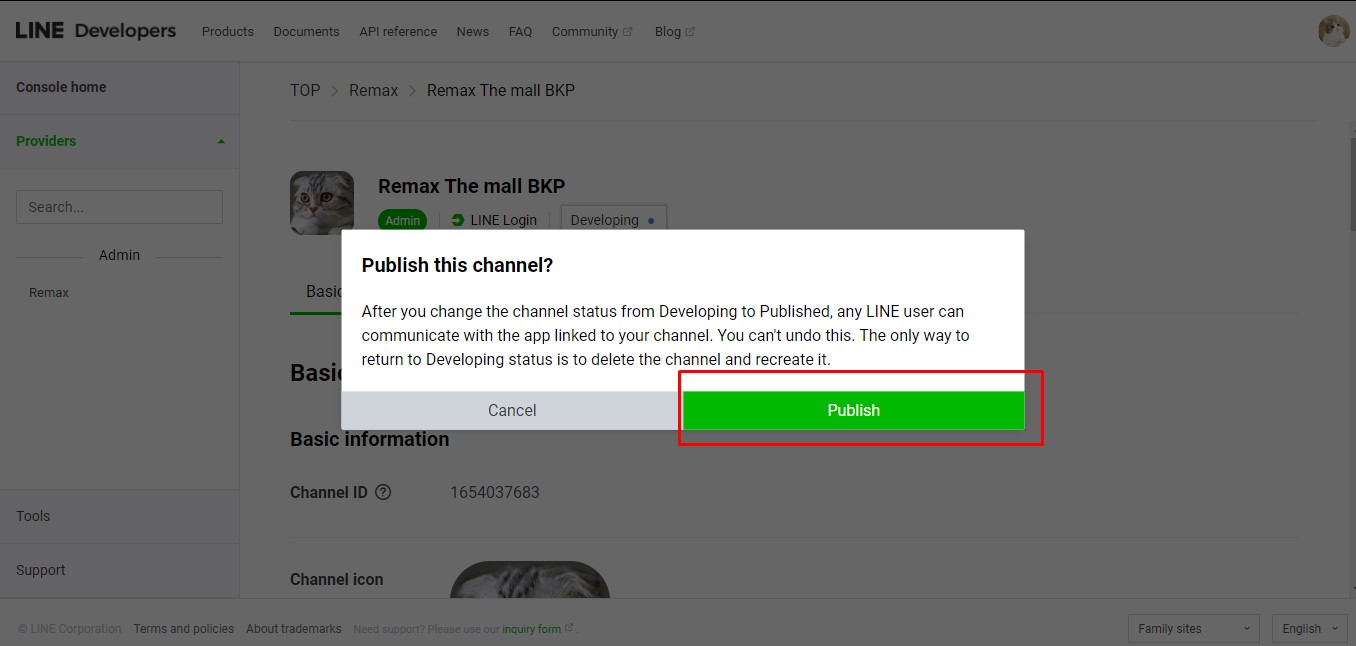 LINE Developers Products Documents API reference News FAQ Community Blog
Console home
Providers
Search...
Admin
Remax
Tools
Support
TOP > Remax > Remax The mall BKP
Remax The mall BKP
Admin LINE Login Developing
Basic
Publish this channel?
After you change the channel status from Developing to Published, any LINE user can
communicate with the app linked to your channel. You can't undo this. The only way to
return to Developing status is to delete the channel and recreate it.
Cancel Publish
Basic
Basic information
Channel ID ? 1654037683
Channel icon
© LINE Corporation Terms and policies About trademarks Need support? Please use our inquiry form .
Family sites English